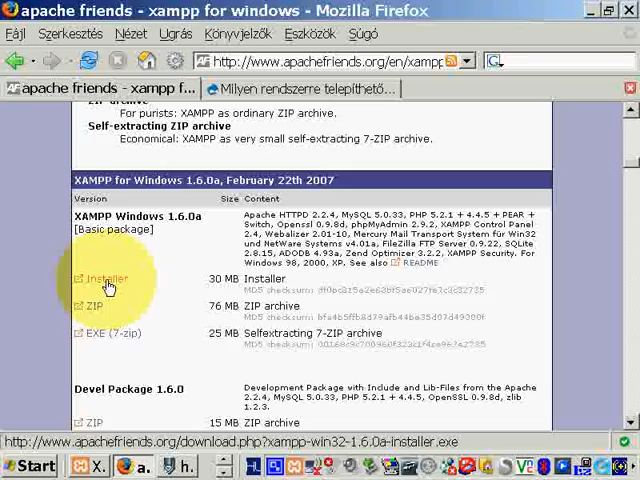 apache friends - xampp for windows - Mozilla Firefox
Fájl Szerkesztés Nézet Ugrás Könyvjelzők Eszközök Súgó
http://www.apachefriends.org/en/xampp
apache friends - xampp f...
Milyen rendszerre telepíthető...
For purists: XAMPP as ordinary ZIP archive.
Self-extracting ZIP archive
Economical: XAMPP as very small self-extracting 7-ZIP archive.
XAMPP for Windows 1.6.0a, February 22th 2007
Version Size Content
XAMPP Windows 1.6.0a
[Basic package]
Apache HTTPD 2.2.4, MySQL 5.0.33, PHP 5.2.1 + 4.4.5 + PEAR +
Switch, Openssl 0.9.8d, phpMyAdmin 2.9.2, XAMPP Control Panel
2.4, Webalizer 2.01-10, Mercury Mail Transport System für Win32
und NetWare Systems v4.01a, FileZilla FTP Server 0.9.22, SQLite
2.8.15, ADODB 4.93a, Zend Optimizer 3.2.2, XAMPP Security. For
Windows 98, 2000, XP. See also README
Installer 30 MB Installer
MD5 checksum:
ZIP 76 MB ZIP archive
MD5 checksum:
EXE (7-zip) 25 MB Selfextracting 7-ZIP archive
MD5 checksum:
Devel Package 1.6.0
Development Package with Include and Lib-Files from the Apache
2.2.4, MySQL 5.0.33, PHP 5.2.1 + 4.4.5, OpenSSL 0.9.8d, zlib
1.2.3.
ZIP 15 MB ZIP archive
http://www.apachefriends.org/download.php?xampp-win32-1.6.0a-installer.exe
Start X. a. h.